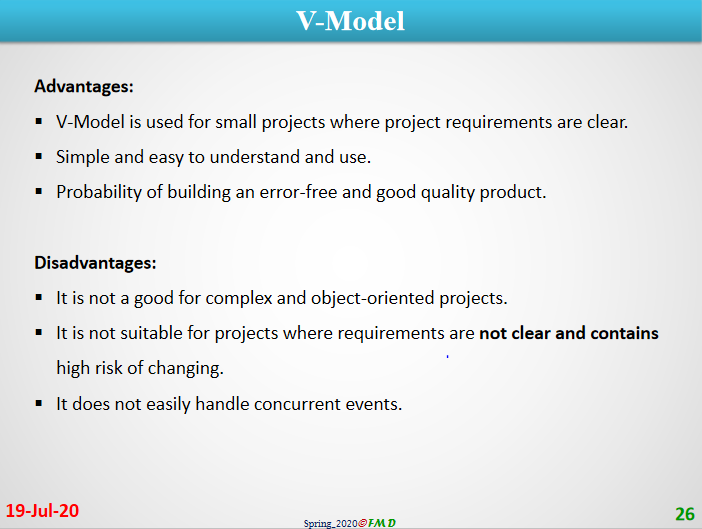 V-Model
Advantages:
▪ V-Model is used for small projects where project requirements are clear.
▪ Simple and easy to understand and use.
▪ Probability of building an error-free and good quality product.
Disadvantages:
▪ It is not a good for complex and object-oriented projects.
▪ It is not suitable for projects where requirements are not clear and contains
high risk of changing.
▪ It does not easily handle concurrent events.
19-Jul-20
Spring_2020©FMD
26